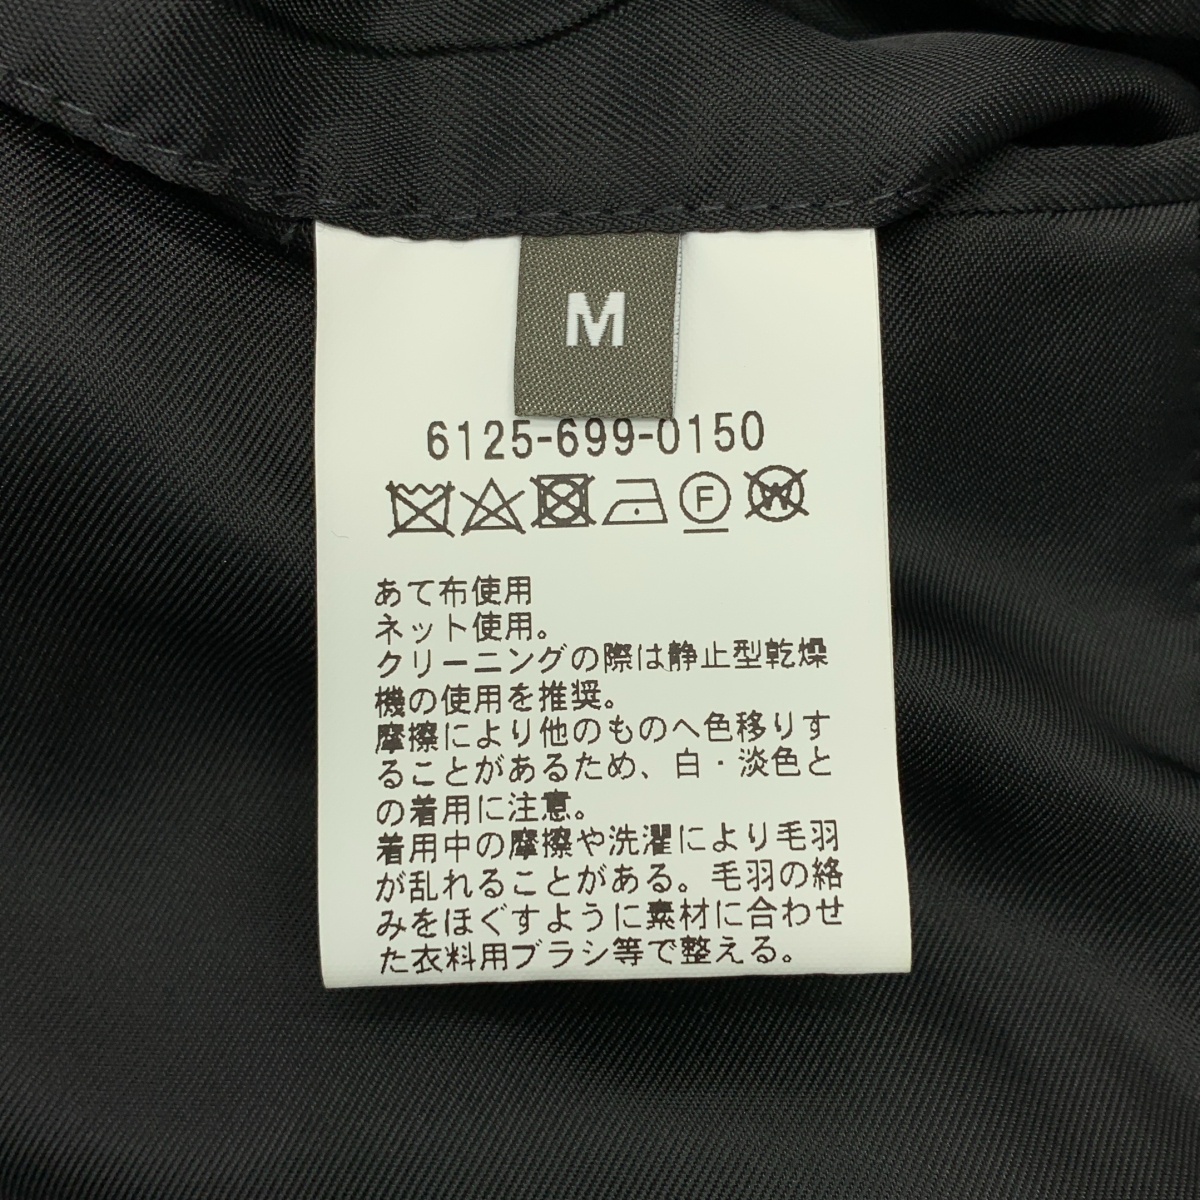 M
6125-699-0150
F
W
あて布使用
ネット使用。
クリーニングの際は静止型乾燥
機の使用を推奨。
摩擦により他のものへ色移りす
ることがあるため、白・淡色と
の着用に注意。
着用中の摩擦や洗濯により毛羽
が乱れることがある。毛羽の絡
みをほぐすように素材に合わせ
た衣料用ブラシ等で整える。